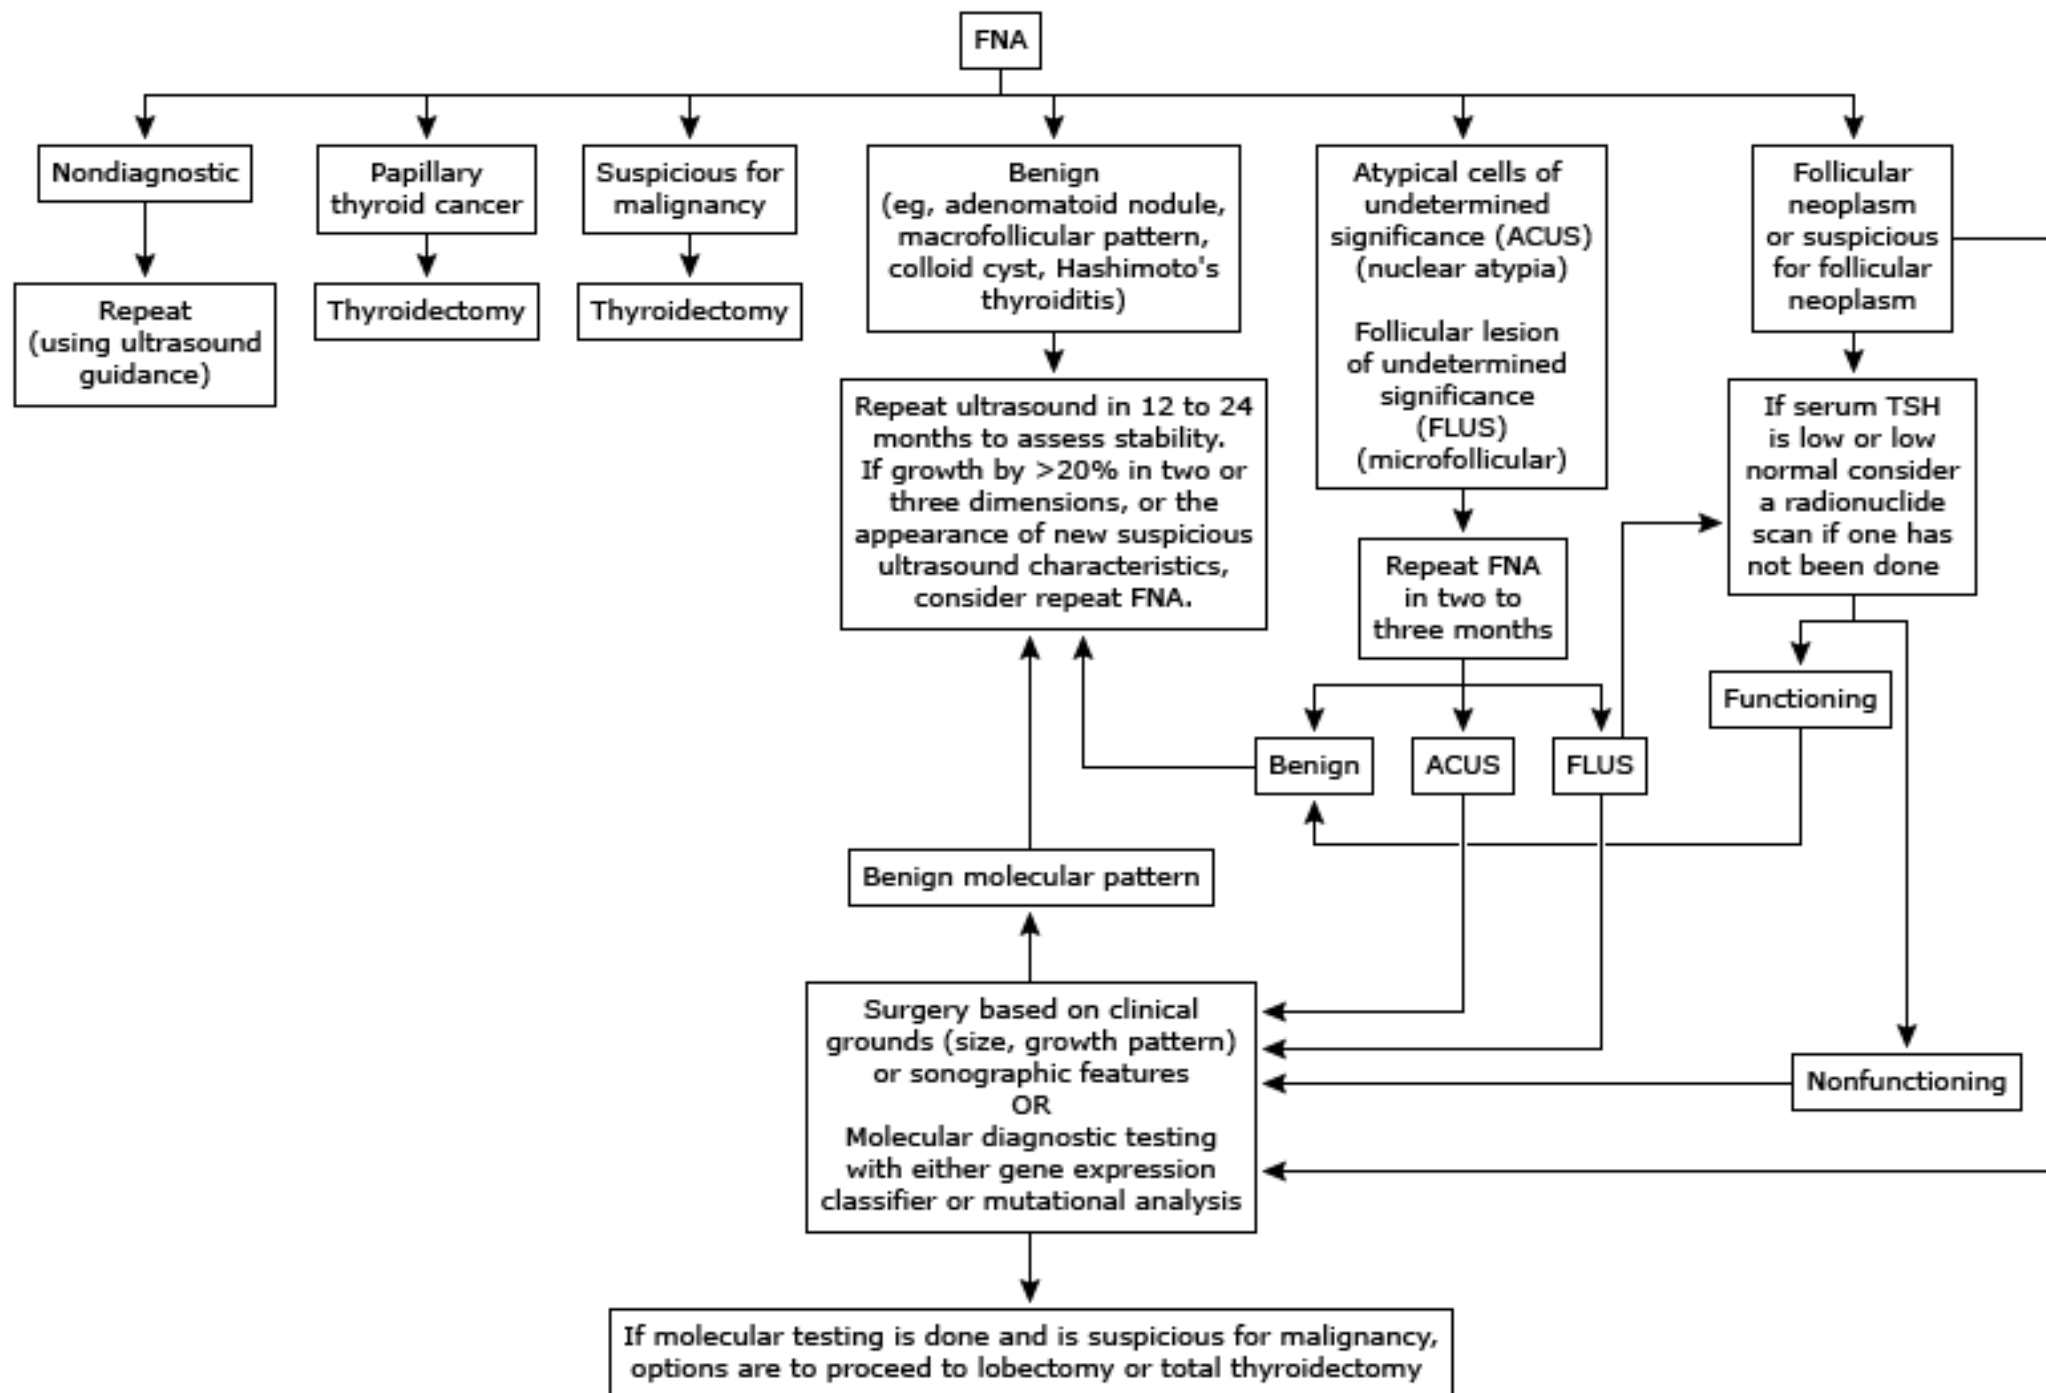 FNA
Nondiagnostic
Repeat
(using ultrasound
guidance)
Papillary
thyroid cancer
Thyroidectomy
Suspicious for
malignancy
Thyroidectomy
Benign
(eg, adenomatoid nodule,
macrofollicular pattern,
colloid cyst, Hashimoto's
thyroiditis)
Repeat ultrasound in 12 to 24
months to assess stability.
If growth by >20% in two or
three dimensions, or the
appearance of new suspicious
ultrasound characteristics,
consider repeat FNA.
Atypical cells of
undetermined
significance (ACUS)
(nuclear atypia)
Follicular lesion
of undetermined
significance
(FLUS)
(microfollicular)
Repeat FNA
in two to
three months
Benign
ACUS
FLUS
Follicular
neoplasm
or suspicious
for follicular
neoplasm
If serum TSH
is low or low
normal consider
a radionuclide
scan if one has
not been done
Functioning
Nonfunctioning
Benign molecular pattern
Surgery based on clinical
grounds (size, growth pattern)
or sonographic features
OR
Molecular diagnostic testing
with either gene expression
classifier or mutational analysis
If molecular testing is done and is suspicious for malignancy,
options are to proceed to lobectomy or total thyroidectomy